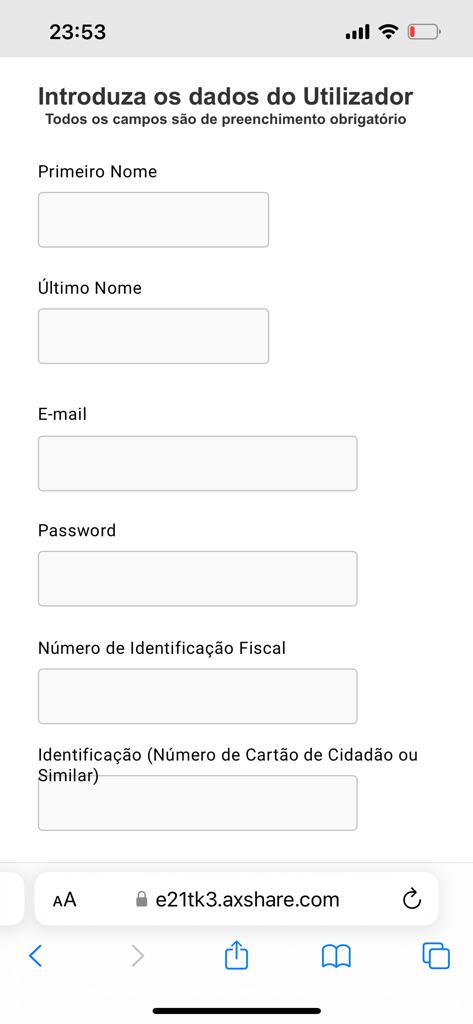 23:53
Introduza os dados do Utilizador
Todos os campos são de preenchimento obrigatório
Primeiro Nome
Último Nome
E-mail
Password
Número de Identificação Fiscal
Identificação (Número de Cartão de Cidadão ou
Similar)
AA e21tk3.axshare.com